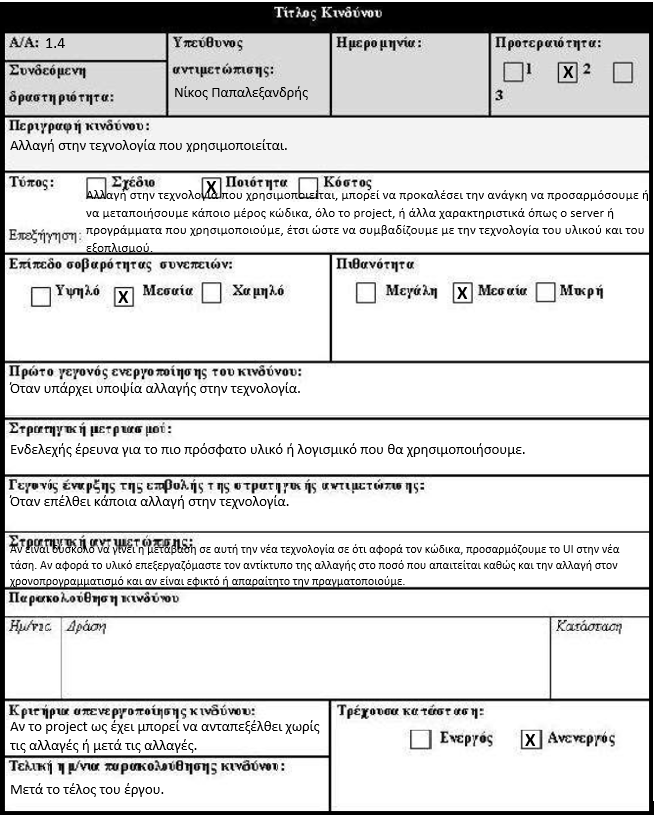 Τίτλος Κινδύνου
Α/Α: 1.4
Υπεύθυνος αντιμετώπισης:
Νίκος Παπαλεξανδρής
Ημερομηνία:
Προτεραιότητα:
1 X 2
3
Συνδεόμενη
δραστηριότητα:
Περιγραφή κινδύνου:
Αλλαγή στην τεχνολογία που χρησιμοποιείται.
Τύπος: Σχέδιο X Ποιότητα Κόστος
Επεξήγηση:
Αλλαγή στην τεχνολογία που χρησιμοποιείται, μπορεί να προκαλέσει την ανάγκη να προσαρμόσουμε ή
να μεταποιήσουμε κάποιο μέρος κώδικα, όλο το project, ή άλλα χαρακτηριστικά όπως ο server ή
προγράμματα που χρησιμοποιούμε, έτσι ώστε να συμβαδίζουμε με την τεχνολογία του υλικού και του
εξοπλισμού.
Επίπεδο σοβαρότητας συνεπειών:
Υψηλό X Μεσαία Χαμηλό
Πιθανότητα
Μεγάλη X Μεσαία Μικρή
Πρώτο γεγονός ενεργοποίησης του κινδύνου:
Όταν υπάρχει υποψία αλλαγής στην τεχνολογία.
Στρατηγική μετριασμού:
Ενδελεχής έρευνα για το πιο πρόσφατο υλικό ή λογισμικό που θα χρησιμοποιήσουμε.
Γεγονός έναρξης της επιβολής της στρατηγικής αντιμετώπισης:
Όταν επέλθει κάποια αλλαγή στην τεχνολογία.
Στρατηγική αντιμετώπισης:
Αν είναι δύσκολο να γίνει η μετάβαση σε αυτή την νέα τεχνολογία σε ότι αφορά τον κώδικα, προσαρμόζουμε το UI στην νέα
τάση. Αν αφορά το υλικό επεξεργαζόμαστε τον αντίκτυπο της αλλαγής στο ποσό που απαιτείται καθώς και την αλλαγή στον
χρονοπρογραμματισμό και αν είναι εφικτό ή απαραίτητο την πραγματοποιούμε.
Παρακολούθηση κινδύνου
Ημ/νια Δράση Κατάσταση
Κριτήρια απενεργοποίησης κινδύνου:
Αν το project ως έχει μπορεί να ανταπεξέλθει χωρίς
τις αλλαγές ή μετά τις αλλαγές.
Τελική ημ/νια παρακολούθησης κινδύνου:
Μετά το τέλος του έργου.
Τρέχουσα κατάσταση:
Ενεργός X Ανενεργός